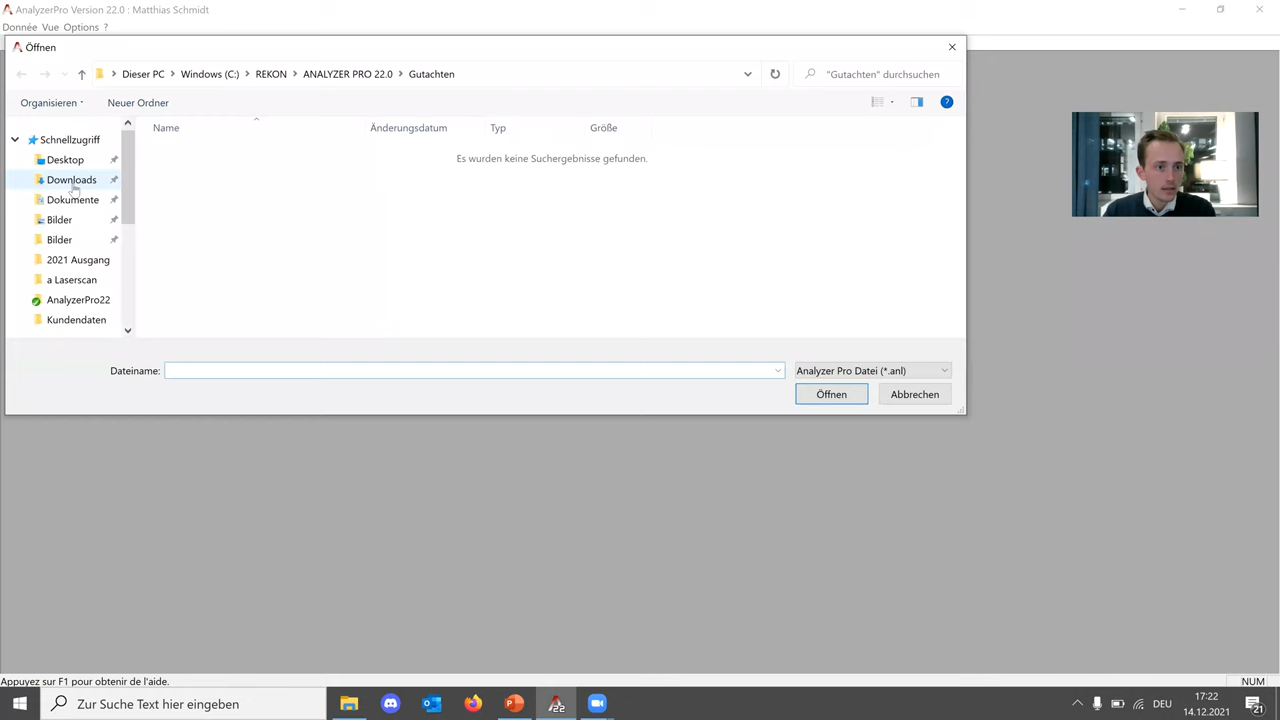 AnalyzerPro Version 22.0 : Matthias Schmidt
Donnée Vue Options ?
Öffnen
Dieser PC Windows (C:) REKON ANALYZER PRO 22.0 Gutachten
"Gutachten" durchsuchen
Organisieren Neuer Ordner
Name Änderungsdatum Typ Größe
Es wurden keine Suchergebnisse gefunden.
Schnellzugriff
Desktop
Downloads
Dokumente
Bilder
Bilder
2021 Ausgang
a Laserscan
AnalyzerPro22
Kundendaten
Dateiname:
Analyzer Pro Datei (*.anl)
Öffnen Abbrechen
Appuyez sur F1 pour obtenir de l'aide.
NUM
Zur Suche Text hier eingeben
22
DEU
17:22
14.12.2021
21